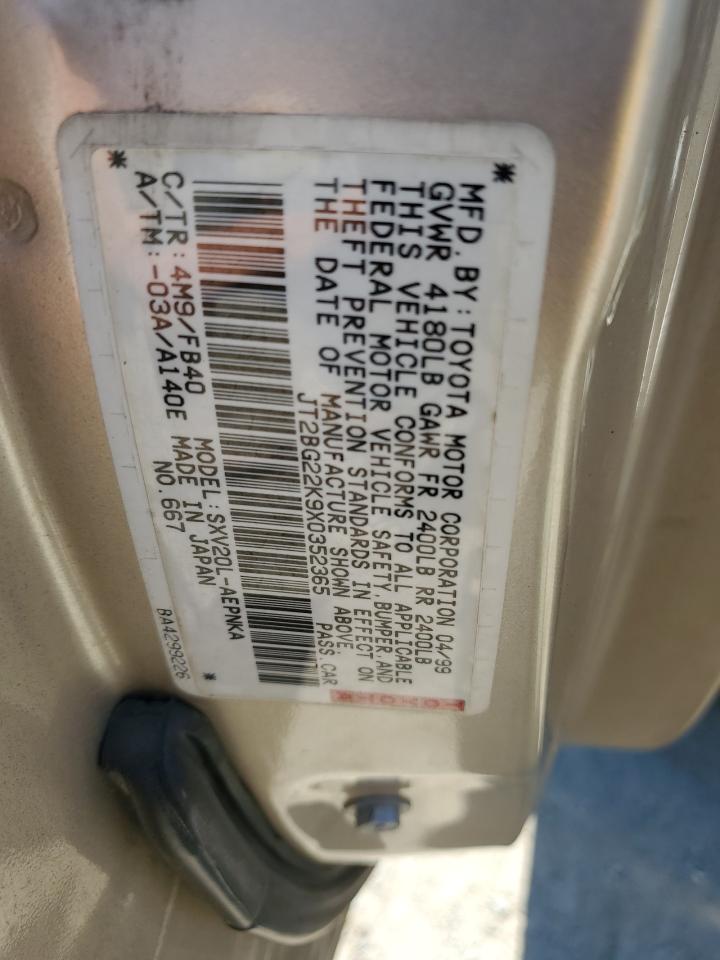 MFD. BY: TOYOTA MOTOR CORPORATION 04/99
GVWR 4180LB GAWR FR 2400LB RR 2400LB
THIS VEHICLE CONFORMS TO ALL APPLICABLE
FEDERAL MOTOR VEHICLE SAFETY, BUMPER, AND
THEFT PREVENTION STANDARDS IN EFFECT ON
THE DATE OF MANUFACTURE SHOWN ABOVE.
JT2BG22K9X0352365 PASS. CAR
C/TR: 4M9/FB40 MODEL: SXV20L-AEPNKA
A/TM: -03A/A140E MADE IN JAPAN
NO. 667
BA4299226